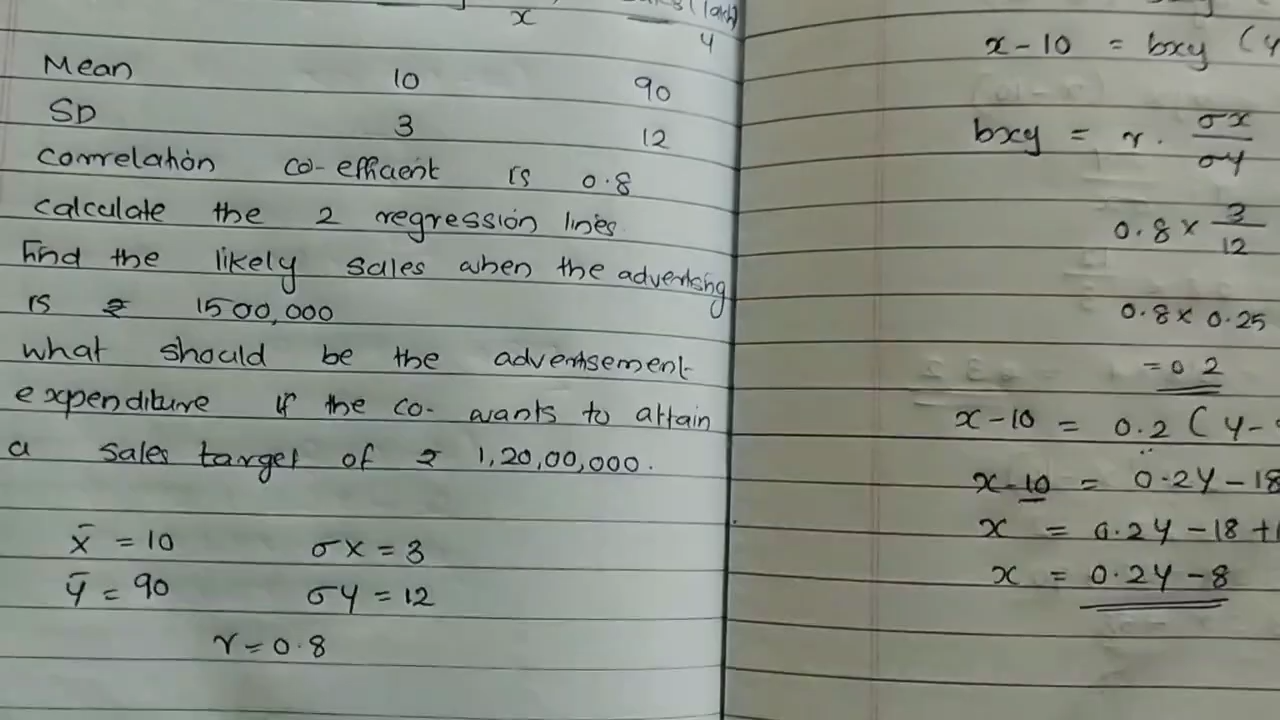 x (lakh)
y
Mean 10 90
SD 3 12
correlation co-efficient is 0.8
calculate the 2 regression lines
Find the likely sales when the advertising
is ₹ 1500,000
what should be the advertisement
expenditure if the co- wants to attain
a sales target of ₹ 1,20,00,000.
x̄ = 10 σx = 3
ȳ = 90 σy = 12
r = 0.8
x - 10 = bxy (y
bxy = r. σx/σy
0.8 × 3/12
0.8 × 0.25
= 0.2
x - 10 = 0.2 (y -
x - 10 = 0.2y - 18
x = 0.2y - 18 +
x = 0.2y - 8